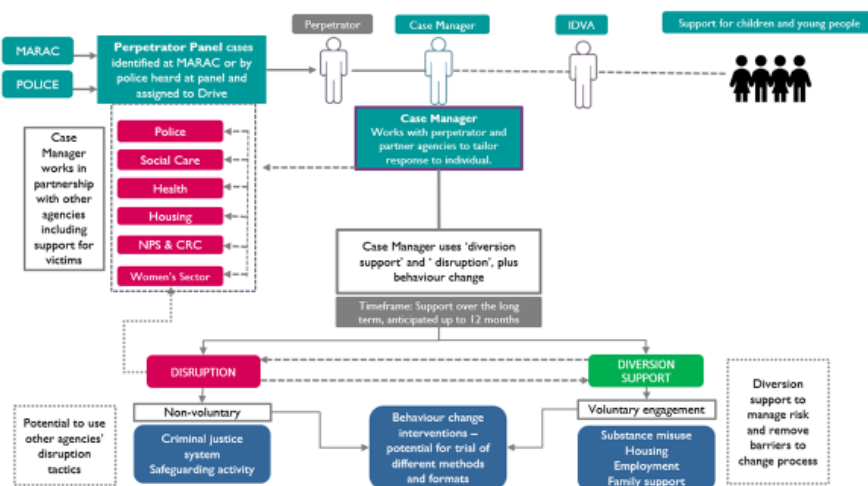 Perpetrator
Case Manager
IDVA
Support for children and young people
MARAC
POLICE
Perpetrator Panel cases
identified at MARAC or by
police heard at panel and
assigned to Drive
Case Manager
Works with perpetrator and
partner agencies to tailor
response to individual.
Case
Manager
works in
partnership
with other
agencies
including
support for
victims
Police
Social Care
Health
Housing
NPS & CRC
Women's Sector
Case Manager uses 'diversion
support' and ' disruption', plus
behaviour change
Timeframe: Support over the long
term, anticipated up to 12 months
DISRUPTION
DIVERSION
SUPPORT
Non-voluntary
Voluntary engagement
Potential to use
other agencies'
disruption
tactics
Criminal justice
system
Safeguarding activity
Behaviour change
interventions –
potential for trial of
different methods
and formats
Substance misuse
Housing
Employment
Family support
Diversion
support to
manage risk
and remove
barriers to
change process